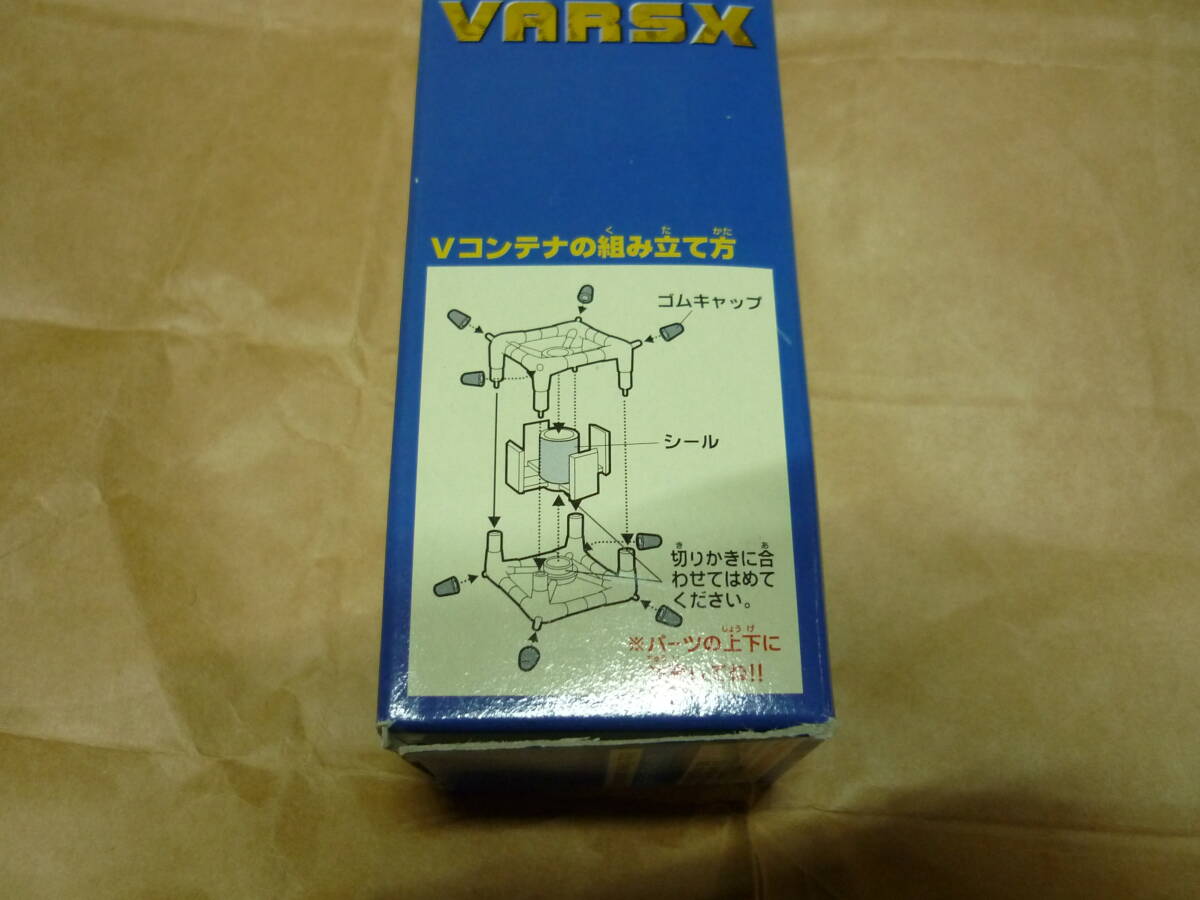 VARSX
Vコンテナの組み立て方
ゴムキャップ
シール
切りかきに合
わせてはめて
ください。
※パーツの上下に
てね!!